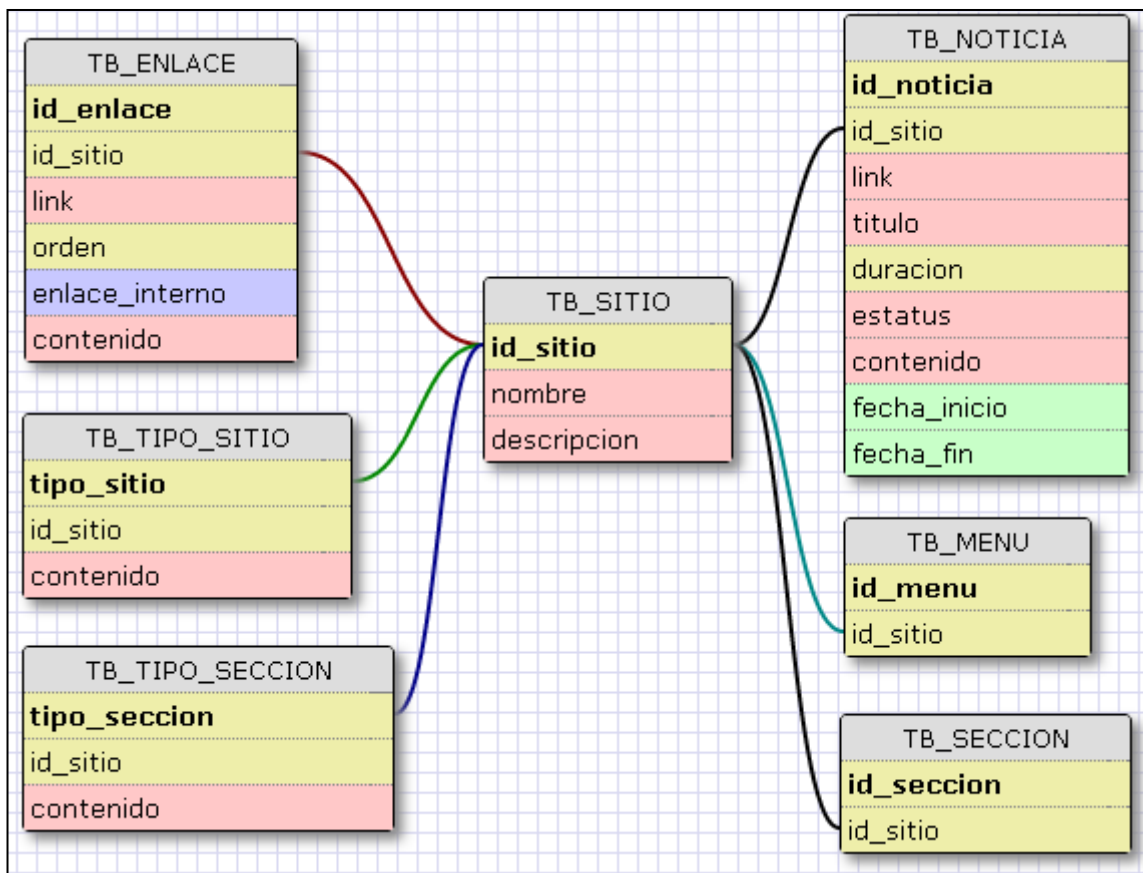 TB_ENLACE
id_enlace
id_sitio
link
orden
enlace_interno
contenido
TB_TIPO_SITIO
tipo_sitio
id_sitio
contenido
TB_TIPO_SECCION
tipo_seccion
id_sitio
contenido
TB_SITIO
id_sitio
nombre
descripcion
TB_NOTICIA
id_noticia
id_sitio
link
titulo
duracion
estatus
contenido
fecha_inicio
fecha_fin
TB_MENU
id_menu
id_sitio
TB_SECCION
id_seccion
id_sitio